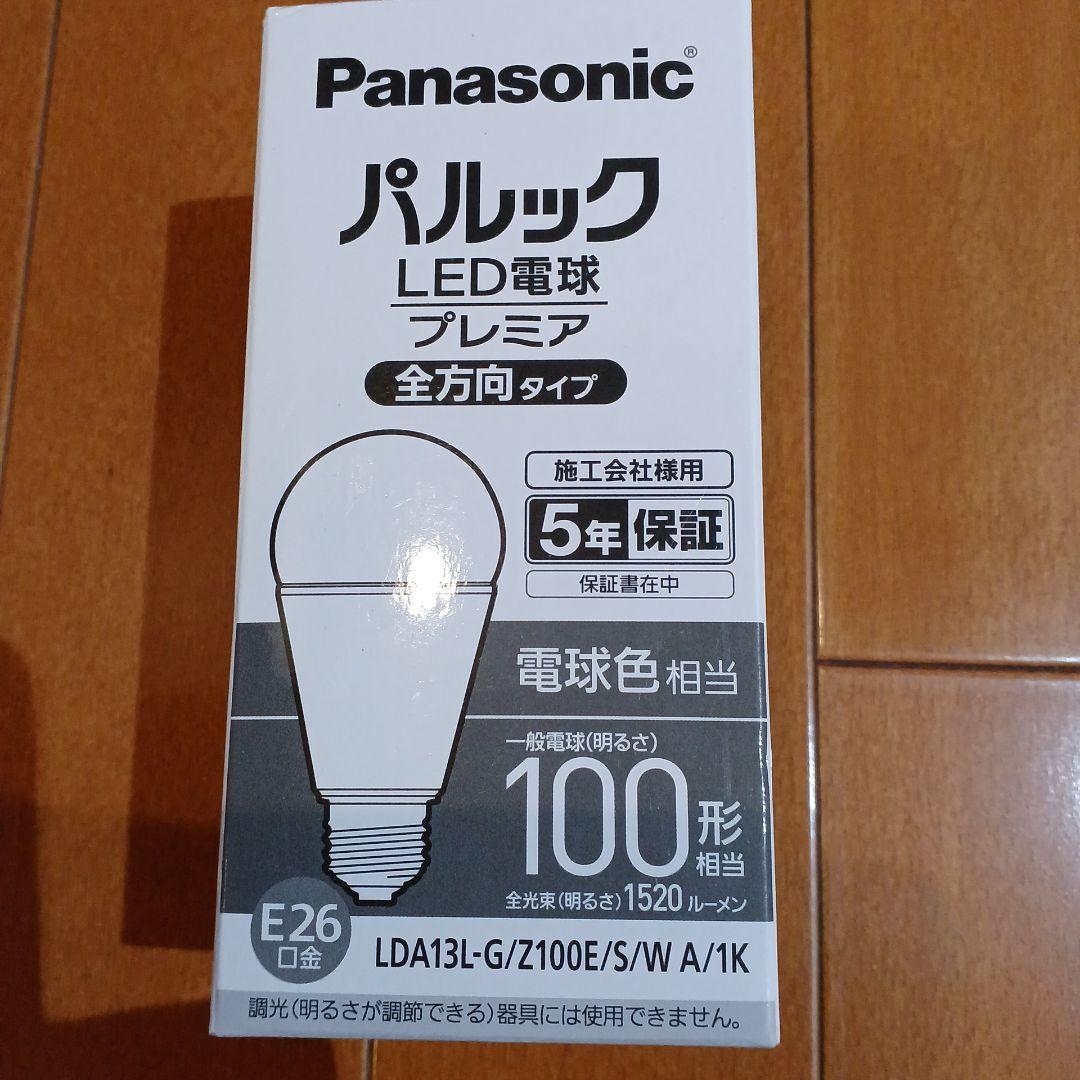 Panasonic®
パルック
LED電球
プレミア
全方向タイプ
施工会社様用
5年保証
保証書在中
電球色相当
一般電球(明るさ)
100形相当
全光束(明るさ)1520ルーメン
E26
口金
LDA13L-G/Z100E/S/W A/1K
調光(明るさが調節できる)器具には使用できません。